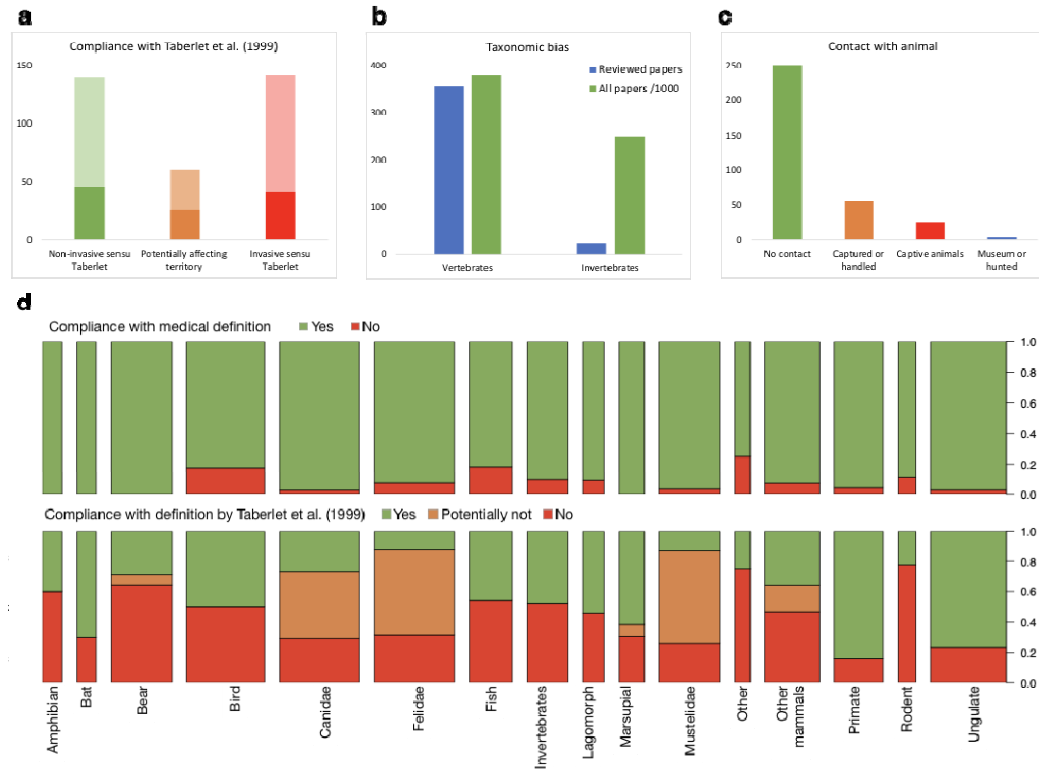 a
Compliance with Taberlet et al. (1999)
150
100
50
0
Non-invasive sensu
Taberlet
Potentially affecting
territory
Invasive sensu
Taberlet
b
Taxonomic bias
400
300
200
100
0
Reviewed papers
All papers /1000
Vertebrates
Invertebrates
c
Contact with animal
250
200
150
100
50
0
No contact
Captured or
handled
Captive animals
Museum or
hunted
d
Compliance with medical definition
Yes
No
1.0
0.8
0.6
0.4
0.2
0.0
Compliance with definition by Taberlet et al. (1999)
Yes
Potentially not
No
1.0
0.8
0.6
0.4
0.2
0.0
Amphibian
Bat
Bear
Bird
Canidae
Felidae
Fish
Invertebrates
Lagomorph
Marsupial
Mustelidae
Other
Other
mammals
Primate
Rodent
Ungulate